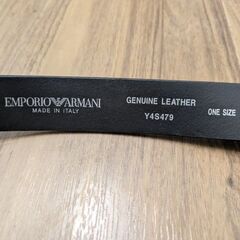 EMPORIO ARMANI
MADE IN ITALY
GENUINE LEATHER
Y4S479
ONE SIZE